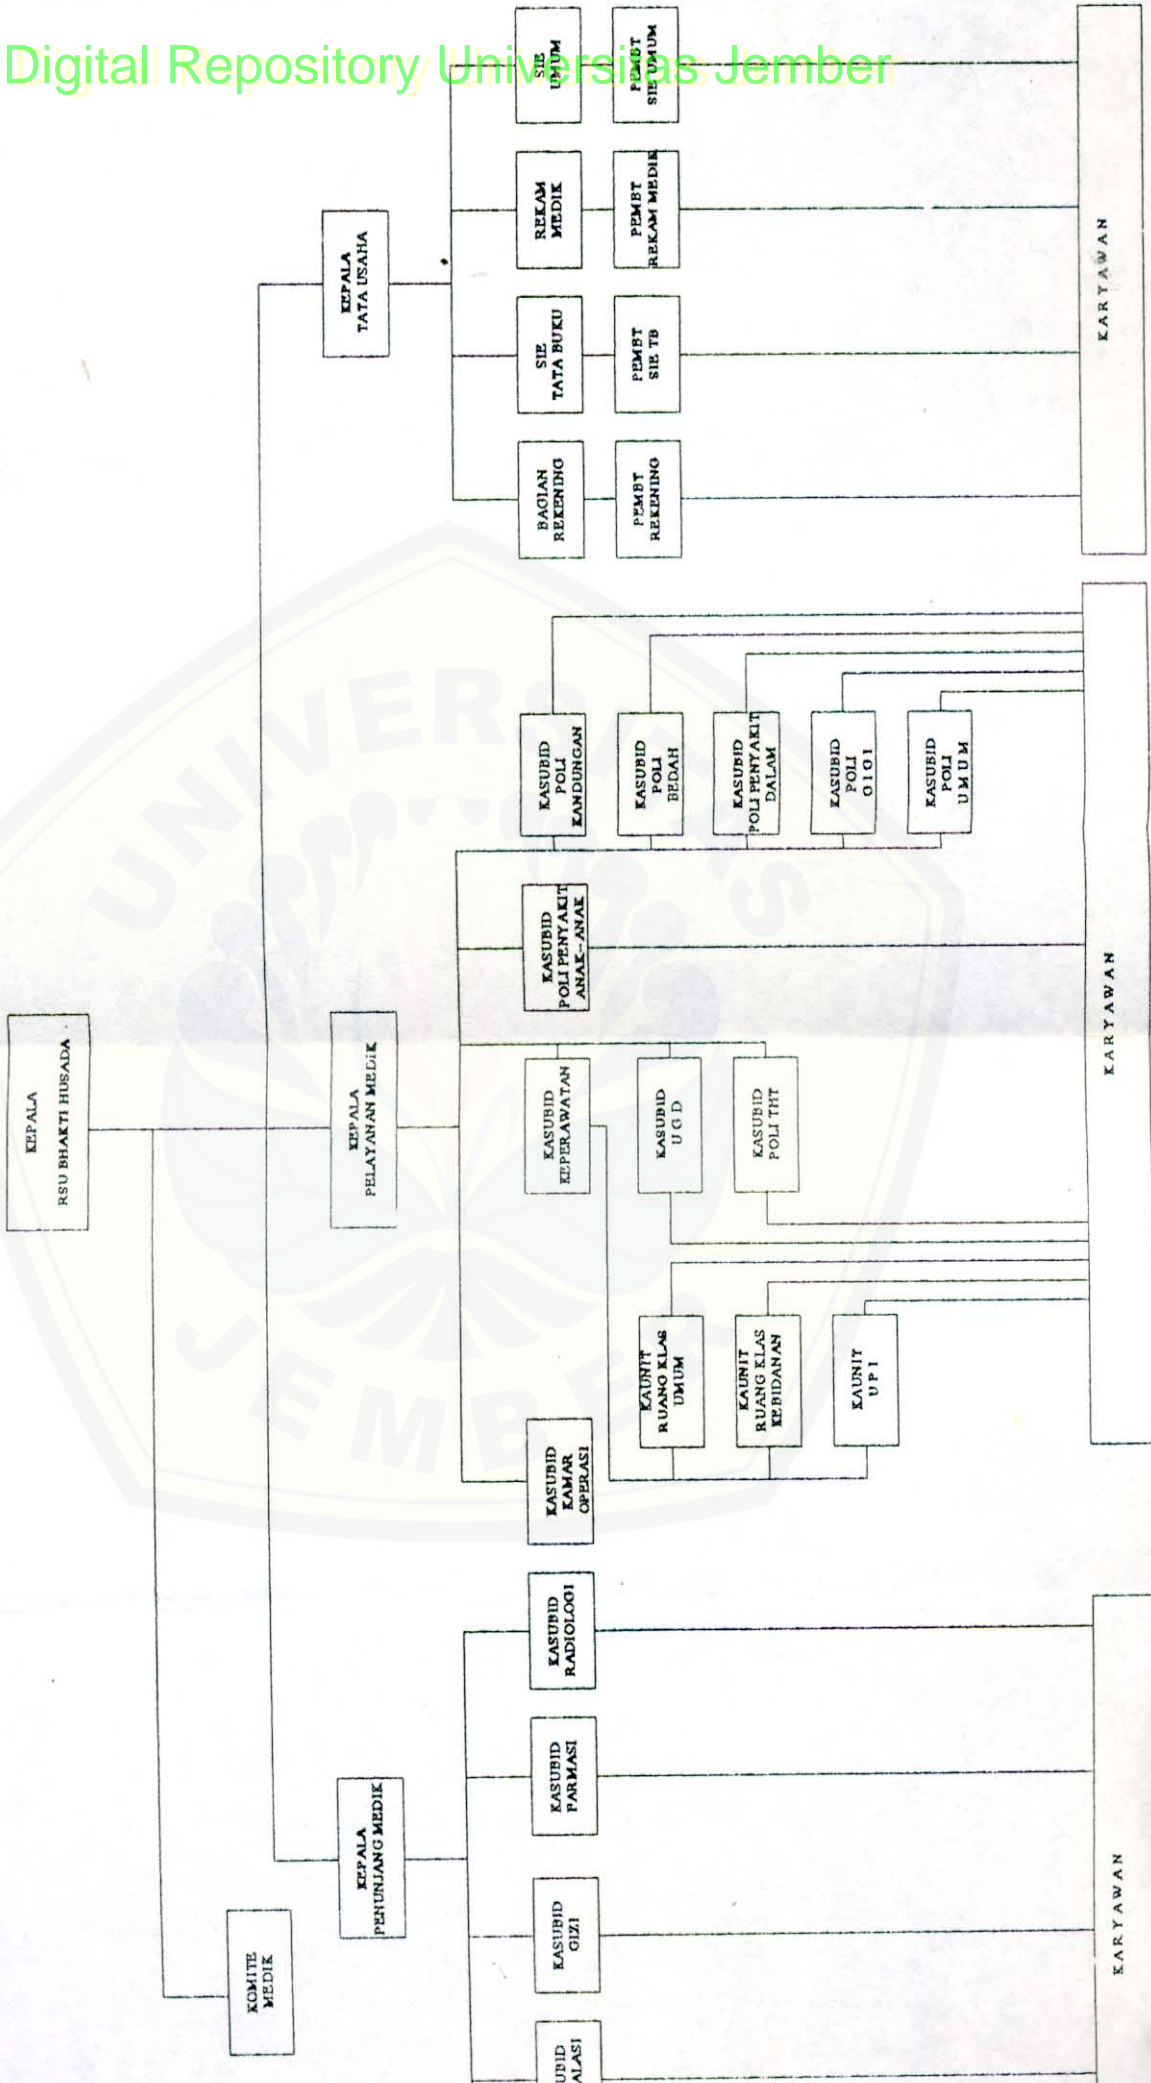 Digital Repository Universitas Jember
KEPALA
RSU BHAKTI HUSADA
KOMITE
MEDIK
KEPALA
PENUNJANG MEDIK
KEPALA
PELAYANAN MEDIK
KEPALA
TATA USAHA
UBID
ALASI
KASUBID
GIZI
KASUBID
FARMASI
KASUBID
RADIOLOGI
KASUBID
KAMAR
OPERASI
KASUBID
KEPERAWATAN
KASUBID
U G D
KASUBID
POLI THT
KAUNIT
RUANG KLAS
UMUM
KAUNIT
RUANG KLAS
KEBIDANAN
KAUNIT
U P I
KASUBID
POLI PENYAKIT
ANAK-ANAK
KASUBID
POLI
KANDUNGAN
KASUBID
POLI
BEDAH
KASUBID
POLI PENYAKIT
DALAM
KASUBID
POLI
G I G I
KASUBID
POLI
U M U M
BAGIAN
REKENING
PEMBT
REKENING
SIE
TATA BUKU
PEMBT
SIE TB
REKAM
MEDIK
PEMBT
REKAM MEDIK
SIE
UMUM
PEMBT
SIE UMUM
KARYAWAN
KARYAWAN
KARYAWAN
UNIVERSITAS
JEMBER